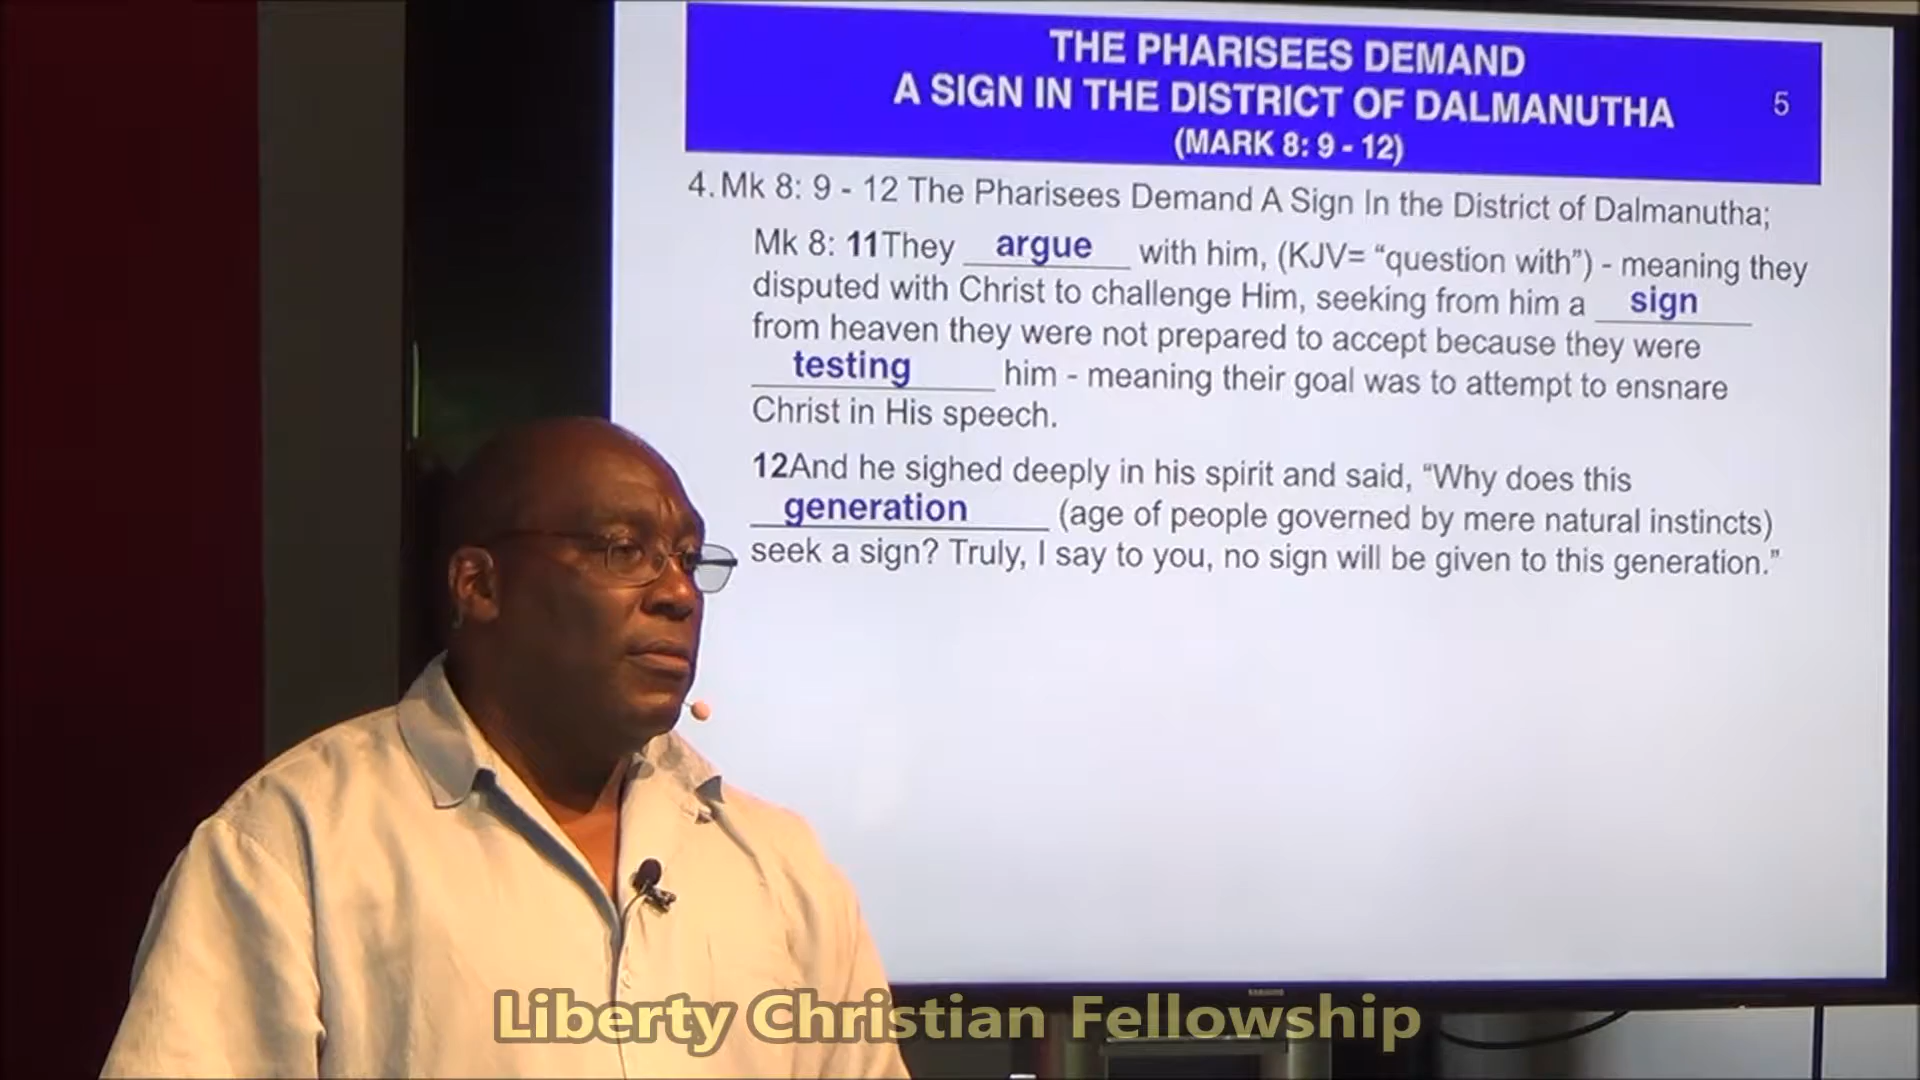 THE PHARISEES DEMAND
A SIGN IN THE DISTRICT OF DALMANUTHA
5
(MARK 8: 9 - 12)
4. Mk 8: 9 - 12 The Pharisees Demand A Sign In the District of Dalmanutha;
Mk 8: 11They argue with him, (KJV= “question with”) - meaning they
disputed with Christ to challenge Him, seeking from him a sign
from heaven they were not prepared to accept because they were
testing him - meaning their goal was to attempt to ensnare
Christ in His speech.
12And he sighed deeply in his spirit and said, “Why does this
generation (age of people governed by mere natural instincts)
seek a sign? Truly, I say to you, no sign will be given to this generation.”
SAMSUNG
Liberty Christian Fellowship